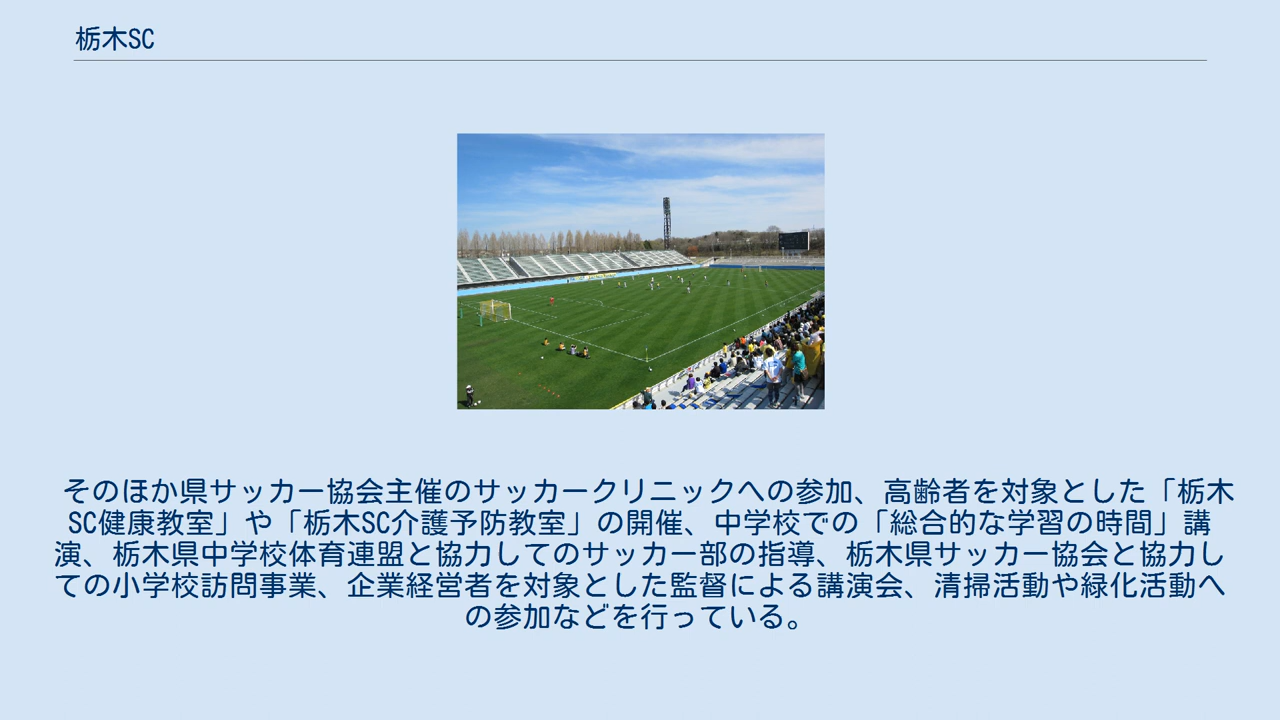 栃木SC
そのほか県サッカー協会主催のサッカークリニックへの参加、高齢者を対象とした「栃木
SC健康教室」や「栃木SC介護予防教室」の開催、中学校での「総合的な学習の時間」講
演、栃木県中学校体育連盟と協力してのサッカー部の指導、栃木県サッカー協会と協力し
ての小学校訪問事業、企業経営者を対象とした監督による講演会、清掃活動や緑化活動へ
の参加などを行っている。